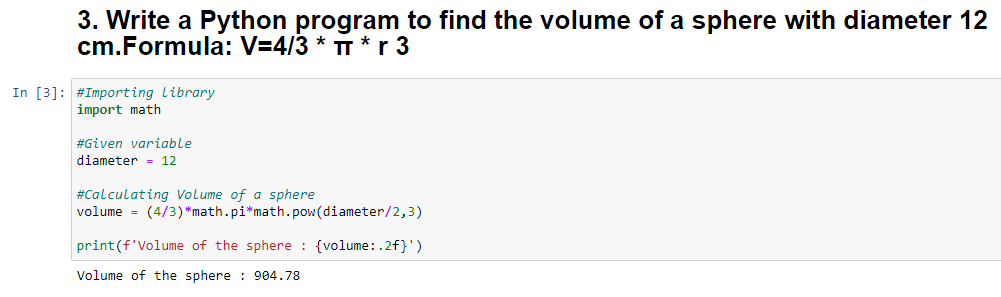 3. Write a Python program to find the volume of a sphere with diameter 12
cm.Formula: V=4/3 * π * r 3
In [3]: #Importing library
import math
#Given variable
diameter = 12
#Calculating Volume of a sphere
volume = (4/3)*math.pi*math.pow(diameter/2,3)
print(f'Volume of the sphere : {volume:.2f}')
Volume of the sphere : 904.78